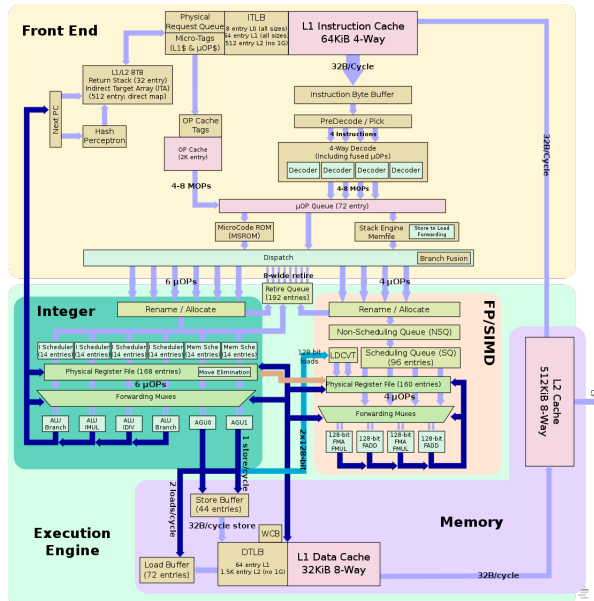 Front End
Physical
Request Queue
Micro-Tags
(L1$ & µOP$)
ITLB
8 entry L0 (all sizes)
64 entry L1 (all sizes)
512 entry L2 (no 1G)
L1 Instruction Cache
64KiB 4-Way
32B/Cycle
L1/L2 BTB
Return Stack (32 entry)
Indirect Target Array (ITA)
(512 entry; direct map)
Next PC
Hash
Perceptron
Instruction Byte Buffer
OP Cache
Tags
PreDecode / Pick
4 Instructions
OP Cache
(2K entry)
4-Way Decode
(Including fused µOPs)
Decoder
Decoder
Decoder
Decoder
32B/Cycle
4-8 MOPs
4-8 MOPs
µOP Queue (72 entry)
MicroCode ROM
(MSROM)
Stack Engine
Memfile
Store to Load
Forwarding
Dispatch
Branch Fusion
6 µOPs
8-wide retire
4 µOPs
Retire Queue
(192 entries)
Integer
Rename / Allocate
Rename / Allocate
FP/SIMD
Non-Scheduling Queue (NSQ)
I Scheduler
(14 entries)
I Scheduler
(14 entries)
I Scheduler
(14 entries)
I Scheduler
(14 entries)
Mem Sche
(14 entries)
Mem Sche
(14 entries)
128 bit
loads
LDCVT
Scheduling Queue (SQ)
(96 entries)
Physical Register File (168 entries)
Move Elimination
Physical Register File (160 entries)
6 µOPs
4 µOPs
Forwarding Muxes
Forwarding Muxes
ALU
Branch
ALU
IMUL
ALU
IDIV
ALU
Branch
AGU0
AGU1
128-bit
FMA
FMUL
128-bit
FADD
128-bit
FMA
FMUL
128-bit
FADD
L2 Cache
512KiB 8-Way
1 store/cycle
2x128-bit
2 loads/cycle
Store Buffer
(44 entries)
32B/cycle store
Execution
Engine
Memory
WCB
Load Buffer
(72 entries)
DTLB
64 entry L1
1.5K entry L2 (no 1G)
L1 Data Cache
32KiB 8-Way
32B/cycle